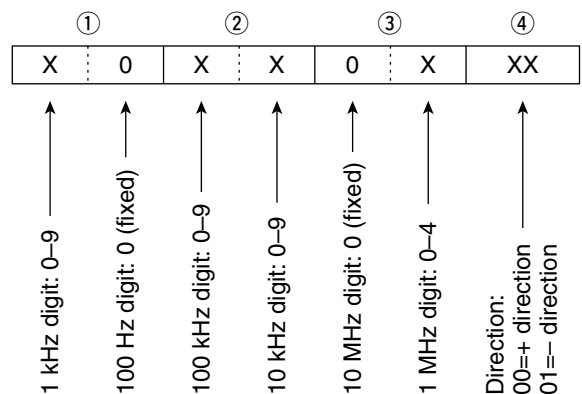 ① ② ③ ④
X 0 X X 0 X XX
1 kHz digit: 0–9
100 Hz digit: 0 (fixed)
100 kHz digit: 0–9
10 kHz digit: 0–9
10 MHz digit: 0 (fixed)
1 MHz digit: 0–4
Direction:
00=+ direction
01=– direction